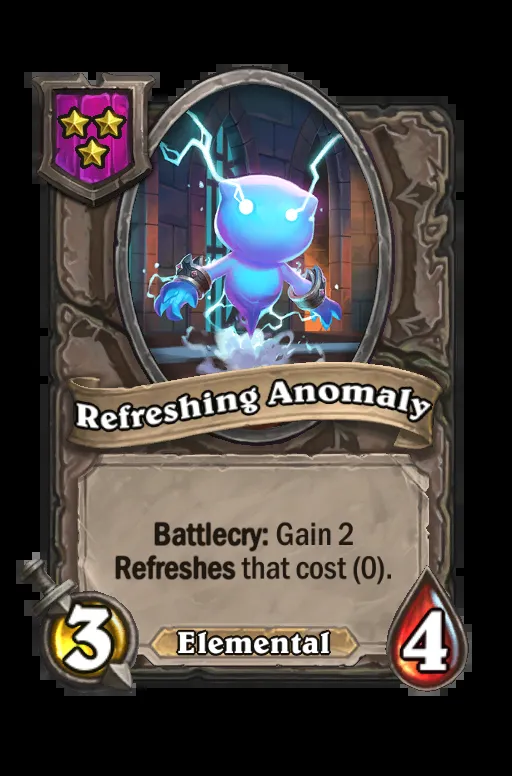 Refreshing Anomaly
Battlecry: Gain 2
Refreshes that cost (0).
3
Elemental
4